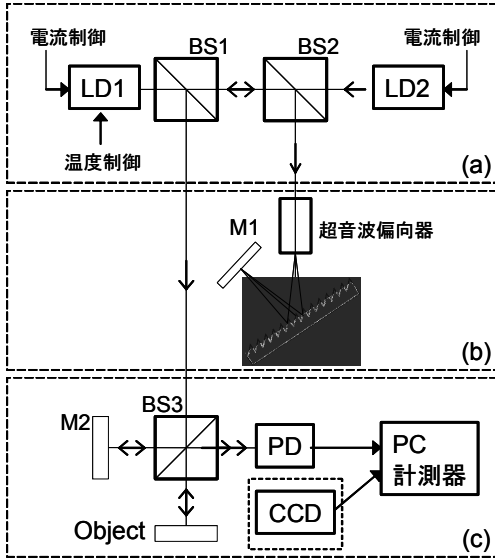 電流制御
BS1
BS2
電流制御
LD1
LD2
温度制御
(a)
M1
超音波偏向器
(b)
BS3
M2
PD
PC
計測器
CCD
Object
(c)